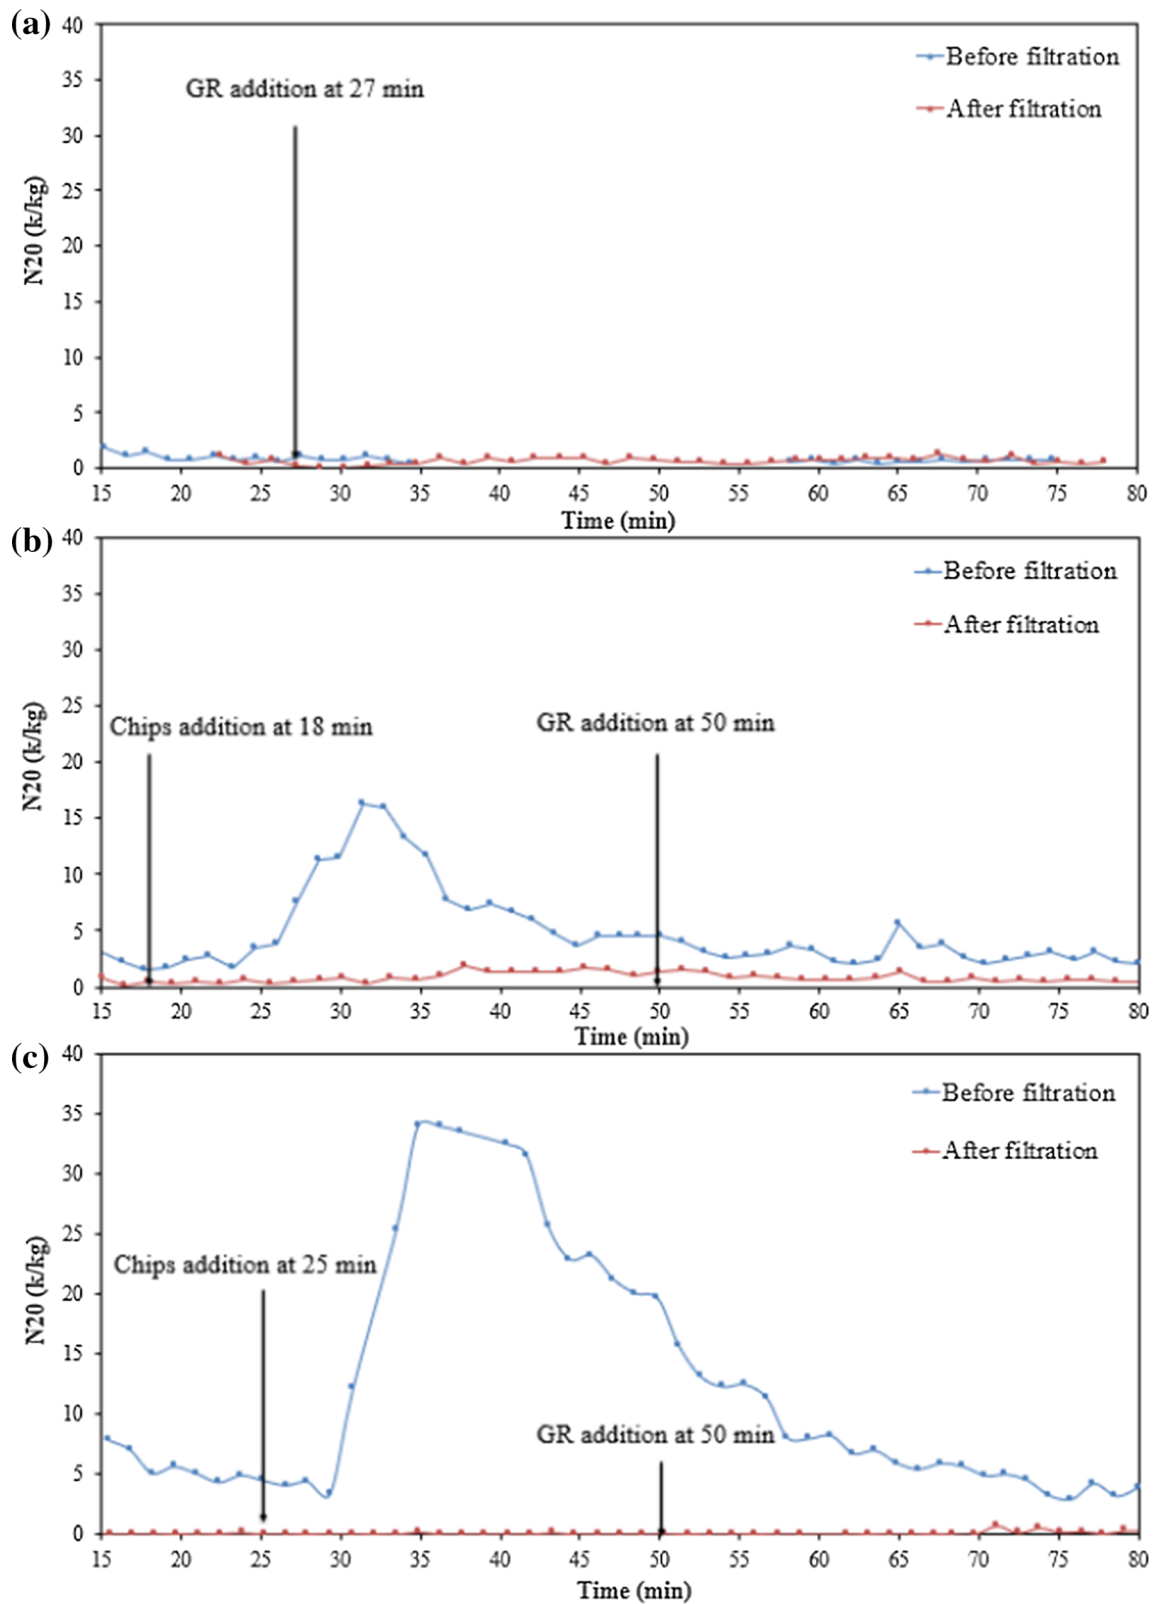 (a)
40
35
30
25
20
15
10
5
0
N20 (k/kg)
GR addition at 27 min
Before filtration
After filtration
15 20 25 30 35 40 45 50 55 60 65 70 75 80
Time (min)
(b)
40
35
30
25
20
15
10
5
0
N20 (k/kg)
Chips addition at 18 min
GR addition at 50 min
Before filtration
After filtration
15 20 25 30 35 40 45 50 55 60 65 70 75 80
Time (min)
(c)
40
35
30
25
20
15
10
5
0
N20 (k/kg)
Chips addition at 25 min
GR addition at 50 min
Before filtration
After filtration
15 20 25 30 35 40 45 50 55 60 65 70 75 80
Time (min)